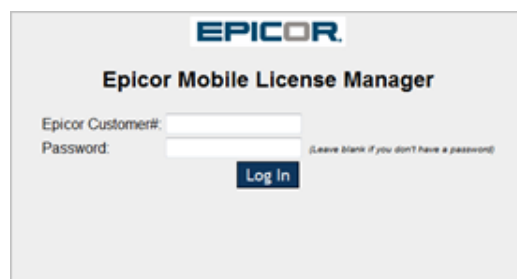 EPICOR.
Epicor Mobile License Manager
Epicor Customer#:
Password: (Leave blank if you don't have a password)
Log In